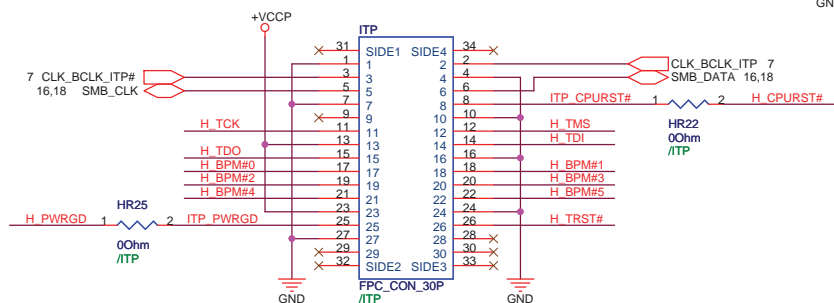 GN
+VCCP
ITP
31 SIDE1 SIDE4 34
1 1 2 2 CLK_BCLK_ITP 7
7 CLK_BCLK_ITP# 3 3 4 4 SMB_DATA 16,18
16,18 SMB_CLK 5 5 6 6
7 7 8 8 ITP_CPURST# 1 2 H_CPURST#
9 9 10 10
H_TCK 11 11 12 12 H_TMS HR22
13 13 14 14 H_TDI 0Ohm
H_TDO 15 15 16 16 /ITP
H_BPM#0 17 17 18 18 H_BPM#1
H_BPM#2 19 19 20 20 H_BPM#3
H_BPM#4 21 21 22 22 H_BPM#5
HR25 23 23 24 24
H_PWRGD 1 2 ITP_PWRGD 25 25 26 26 H_TRST#
0Ohm 27 27 28 28
/ITP 29 29 30 30
32 SIDE2 SIDE3 33
FPC_CON_30P
GND /ITP GND